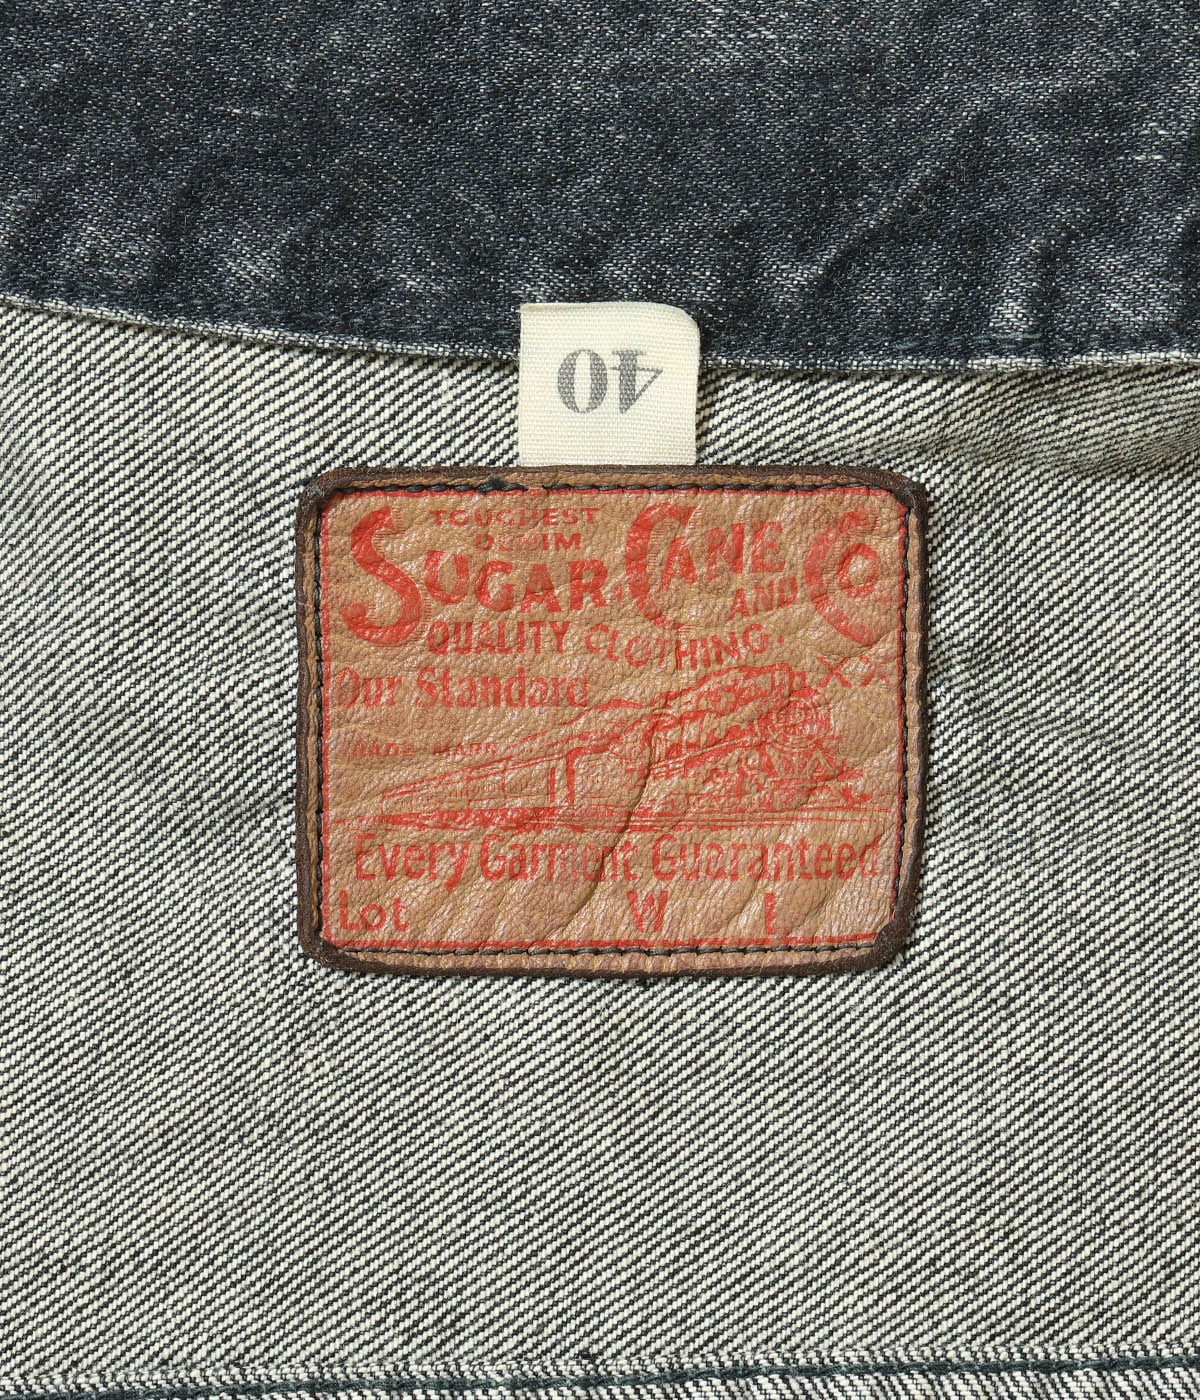 40
TOUGHEST
DENIM
SUGAR CANE CO
AND
QUALITY CLOTHING.
Our Standard
XX
TRADE MARK
Every Garment Guaranteed
Lot W L